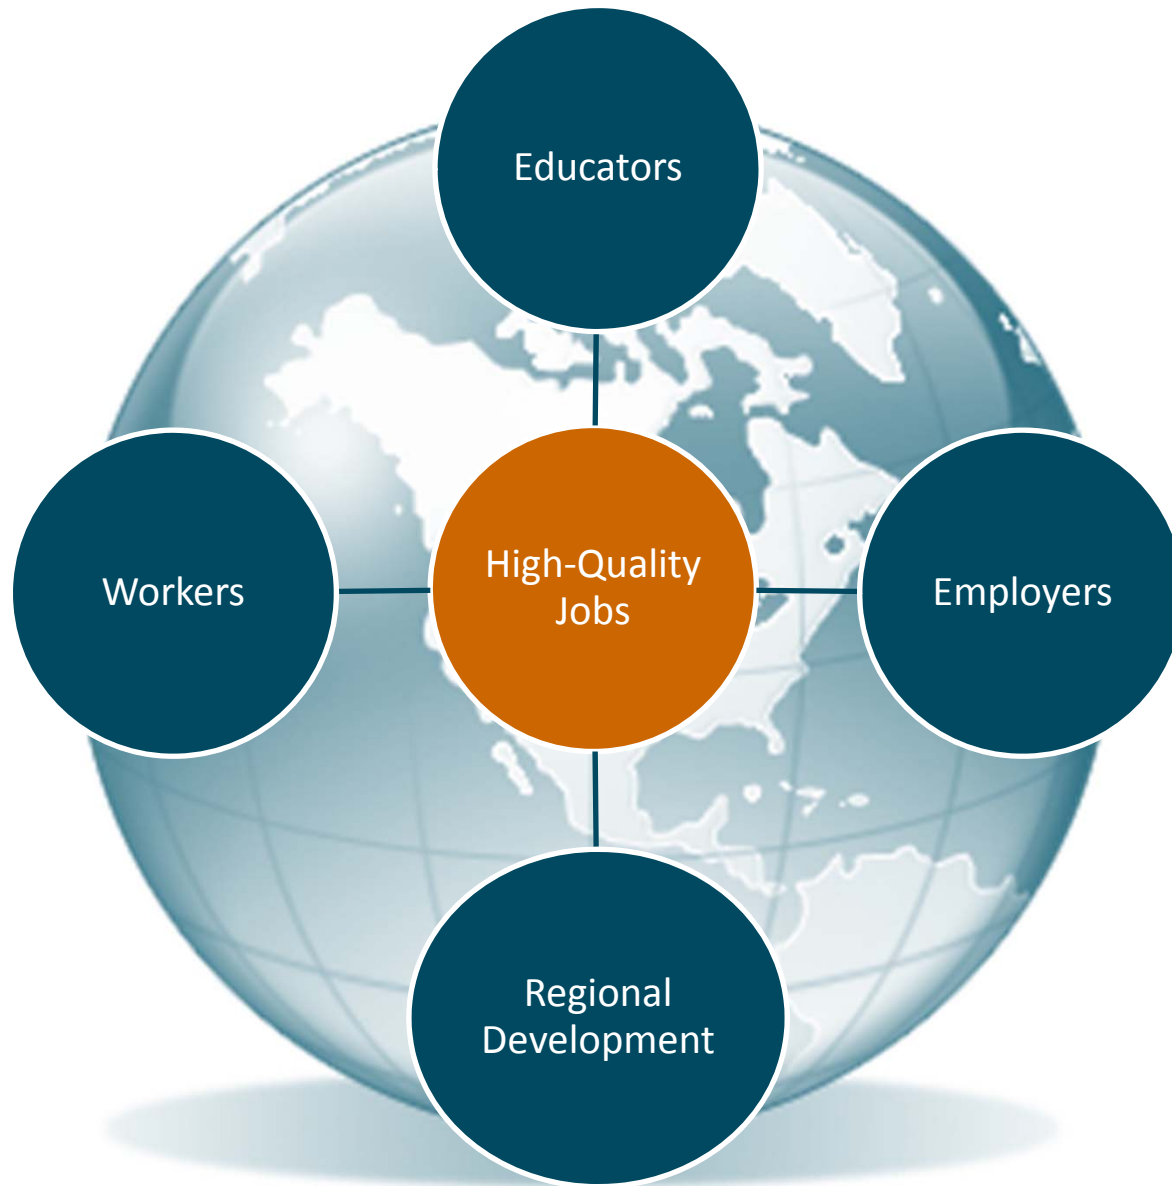 Educators
Workers
High-Quality
Jobs
Employers
Regional
Development